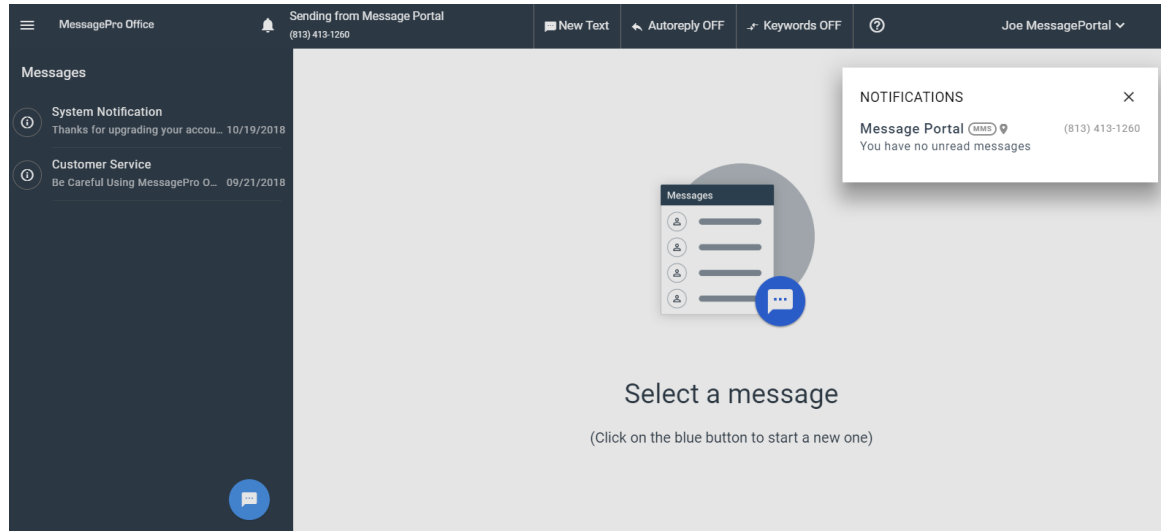 MessagePro Office
Sending from Message Portal
(813) 413-1260
New Text
Autoreply OFF
Keywords OFF
Joe MessagePortal
Messages
System Notification
Thanks for upgrading your accou... 10/19/2018
Customer Service
Be Careful Using MessagePro O... 09/21/2018
NOTIFICATIONS
Message Portal MMS (813) 413-1260
You have no unread messages
Messages
Select a message
(Click on the blue button to start a new one)